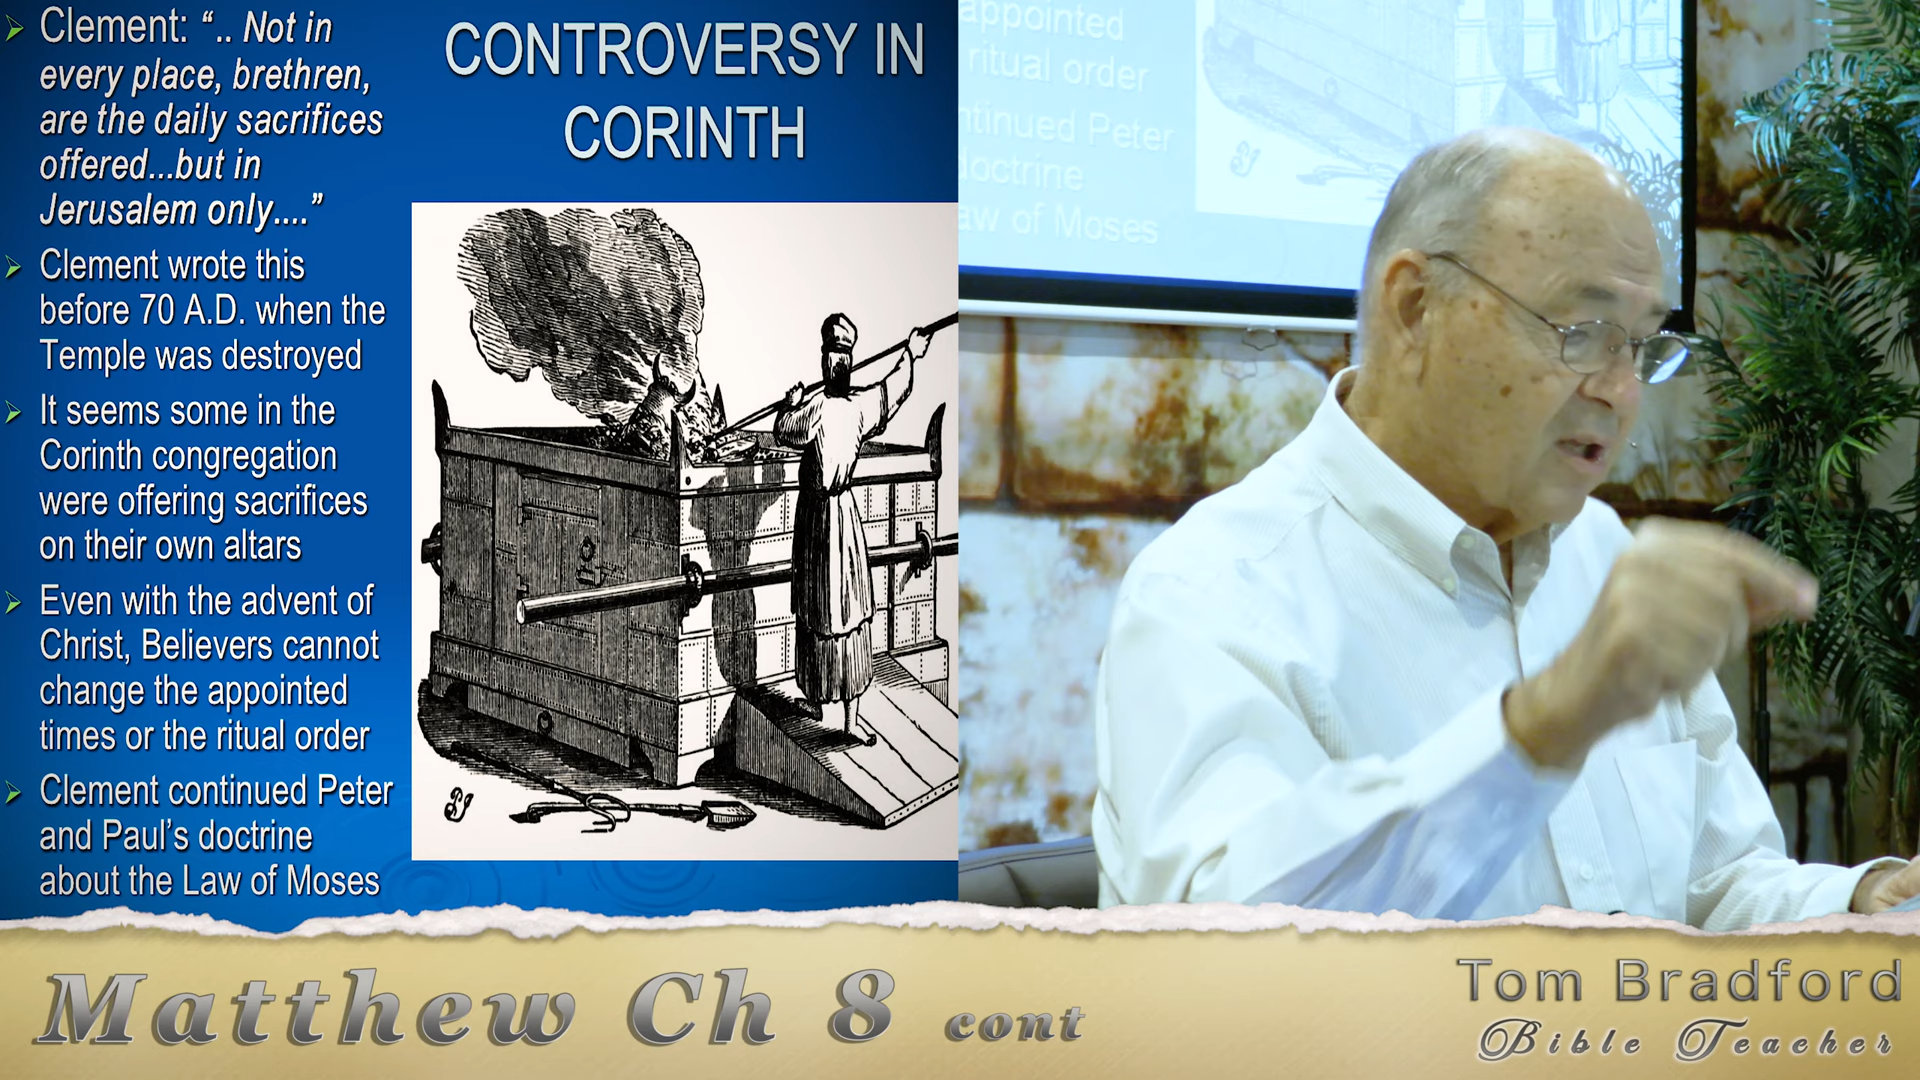 Clement: “.. Not in
every place, brethren,
are the daily sacrifices
offered...but in
Jerusalem only....”
Clement wrote this
before 70 A.D. when the
Temple was destroyed
It seems some in the
Corinth congregation
were offering sacrifices
on their own altars
Even with the advent of
Christ, Believers cannot
change the appointed
times or the ritual order
Clement continued Peter
and Paul’s doctrine
about the Law of Moses
CONTROVERSY IN
CORINTH
appointed
ritual order
ntinued Peter
doctrine
aw of Moses
Matthew Ch 8 cont
Tom Bradford
Bible Teacher